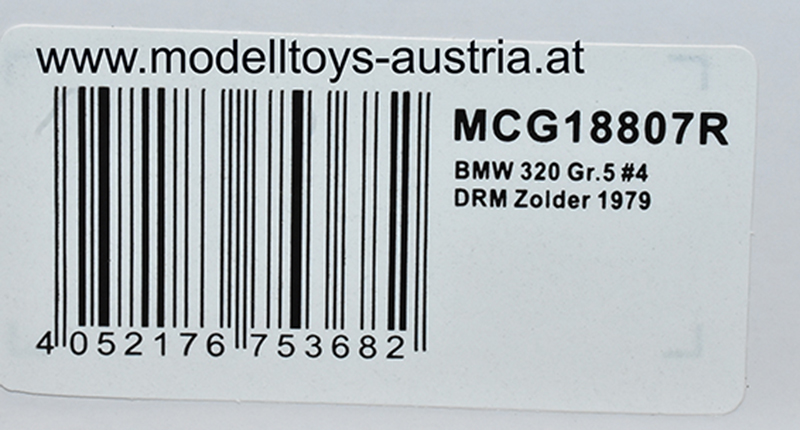 www.modelltoys-austria.at
MCG18807R
BMW 320 Gr.5 #4
DRM Zolder 1979
4 052176 753682